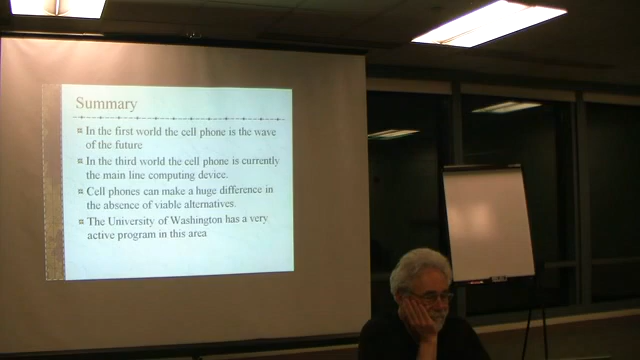 Summary
In the first world the cell phone is the wave
of the future
In the third world the cell phone is currently
the main line computing device.
Cell phones can make a huge difference in
the absence of viable alternatives.
The University of Washington has a very
active program in this area